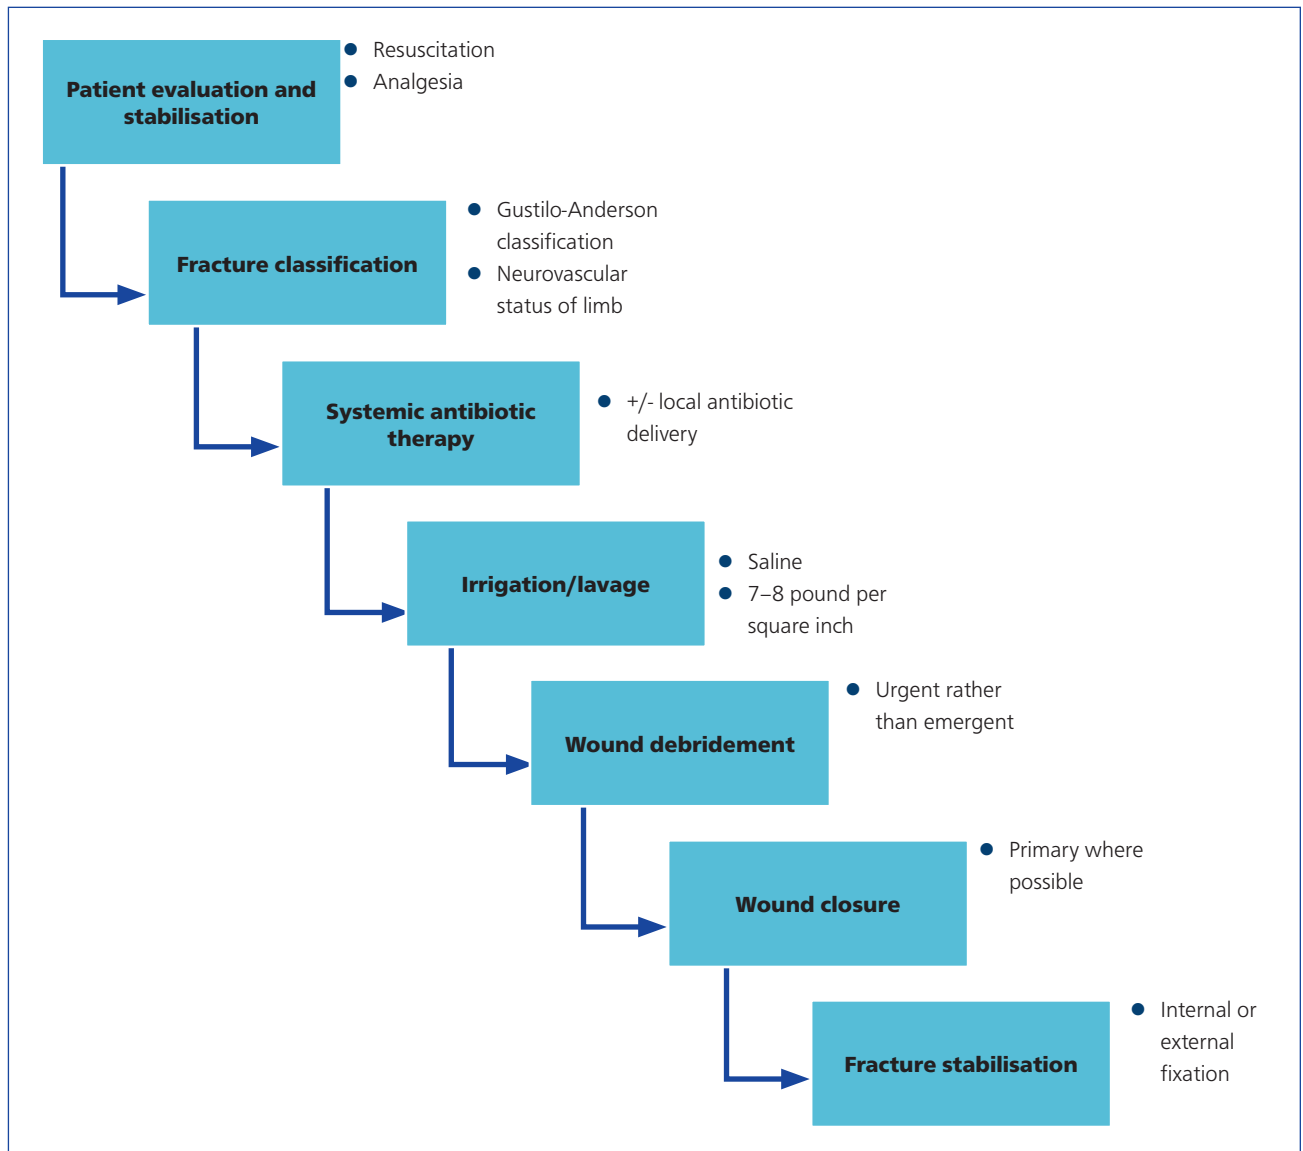 Patient evaluation and
stabilisation
● Resuscitation
● Analgesia
Fracture classification
● Gustilo-Anderson
classification
● Neurovascular
status of limb
Systemic antibiotic
therapy
● +/- local antibiotic
delivery
Irrigation/lavage
● Saline
● 7–8 pound per
square inch
Wound debridement
● Urgent rather
than emergent
Wound closure
● Primary where
possible
Fracture stabilisation
● Internal or
external
fixation